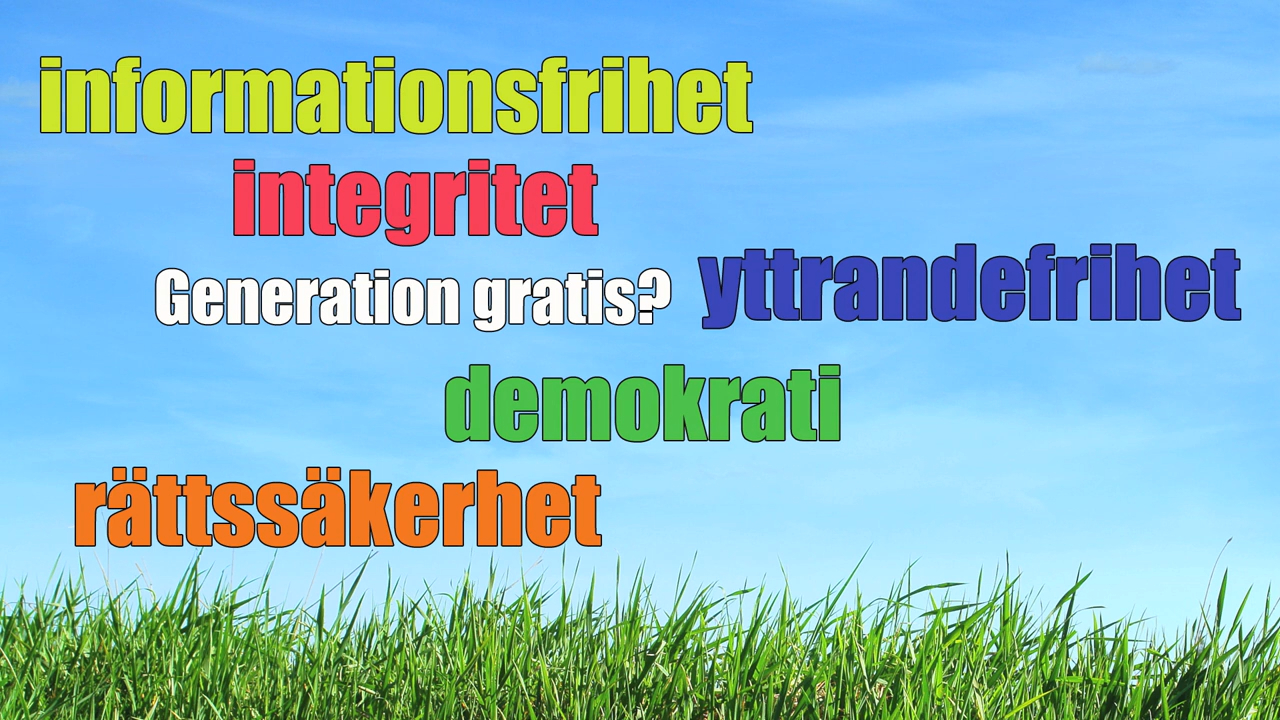 informationsfrihet
integritet
Generation gratis?
yttrandefrihet
demokrati
rättssäkerhet